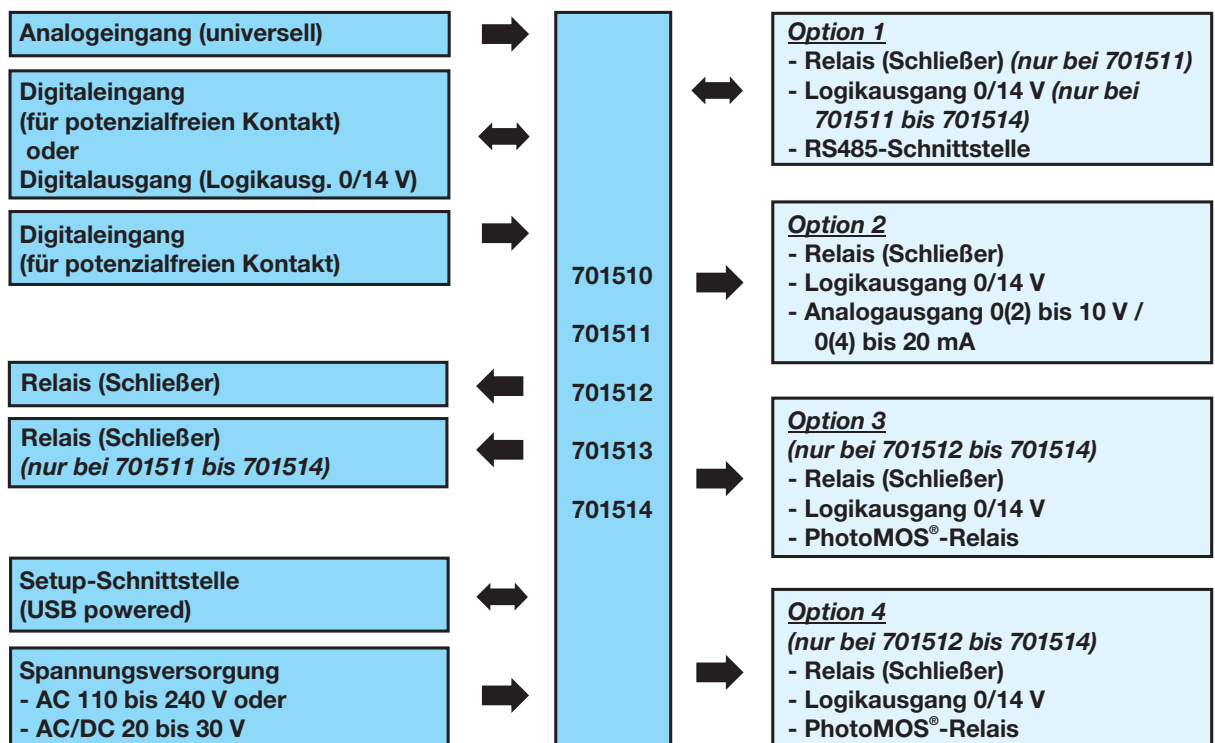 Analogeingang (universell)
Digitaleingang
(für potenzialfreien Kontakt)
oder
Digitalausgang (Logikausg. 0/14 V)
Digitaleingang
(für potenzialfreien Kontakt)
Relais (Schließer)
Relais (Schließer)
(nur bei 701511 bis 701514)
Setup-Schnittstelle
(USB powered)
Spannungsversorgung
- AC 110 bis 240 V oder
- AC/DC 20 bis 30 V
701510
701511
701512
701513
701514
Option 1
- Relais (Schließer) (nur bei 701511)
- Logikausgang 0/14 V (nur bei
701511 bis 701514)
- RS485-Schnittstelle
Option 2
- Relais (Schließer)
- Logikausgang 0/14 V
- Analogausgang 0(2) bis 10 V /
0(4) bis 20 mA
Option 3
(nur bei 701512 bis 701514)
- Relais (Schließer)
- Logikausgang 0/14 V
- PhotoMOS®-Relais
Option 4
(nur bei 701512 bis 701514)
- Relais (Schließer)
- Logikausgang 0/14 V
- PhotoMOS®-Relais